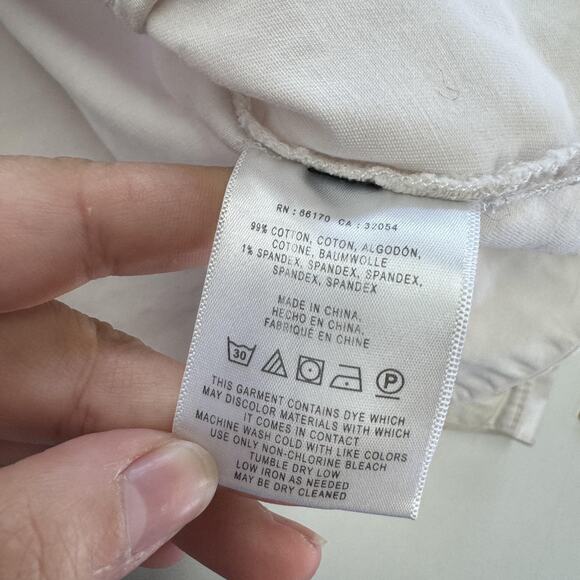 RN : 66170 CA : 32054
99% COTTON, COTON, ALGODÓN,
COTONE, BAUMWOLLE
1% SPANDEX, SPANDEX, SPANDEX,
SPANDEX, SPANDEX
MADE IN CHINA,
HECHO EN CHINA,
FABRIQUÉ EN CHINE
30 P
THIS GARMENT CONTAINS DYE WHICH
MAY DISCOLOR MATERIALS WITH WHICH
IT COMES IN CONTACT
MACHINE WASH COLD WITH LIKE COLORS
USE ONLY NON-CHLORINE BLEACH
TUMBLE DRY LOW
LOW IRON AS NEEDED
MAY BE DRY CLEANED